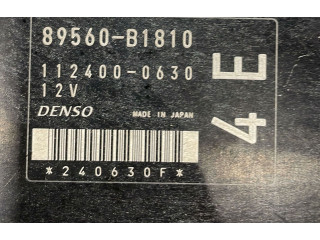 89560-B1810
112400-0630
12V
DENSO MADE IN JAPAN
*240630F*
4E